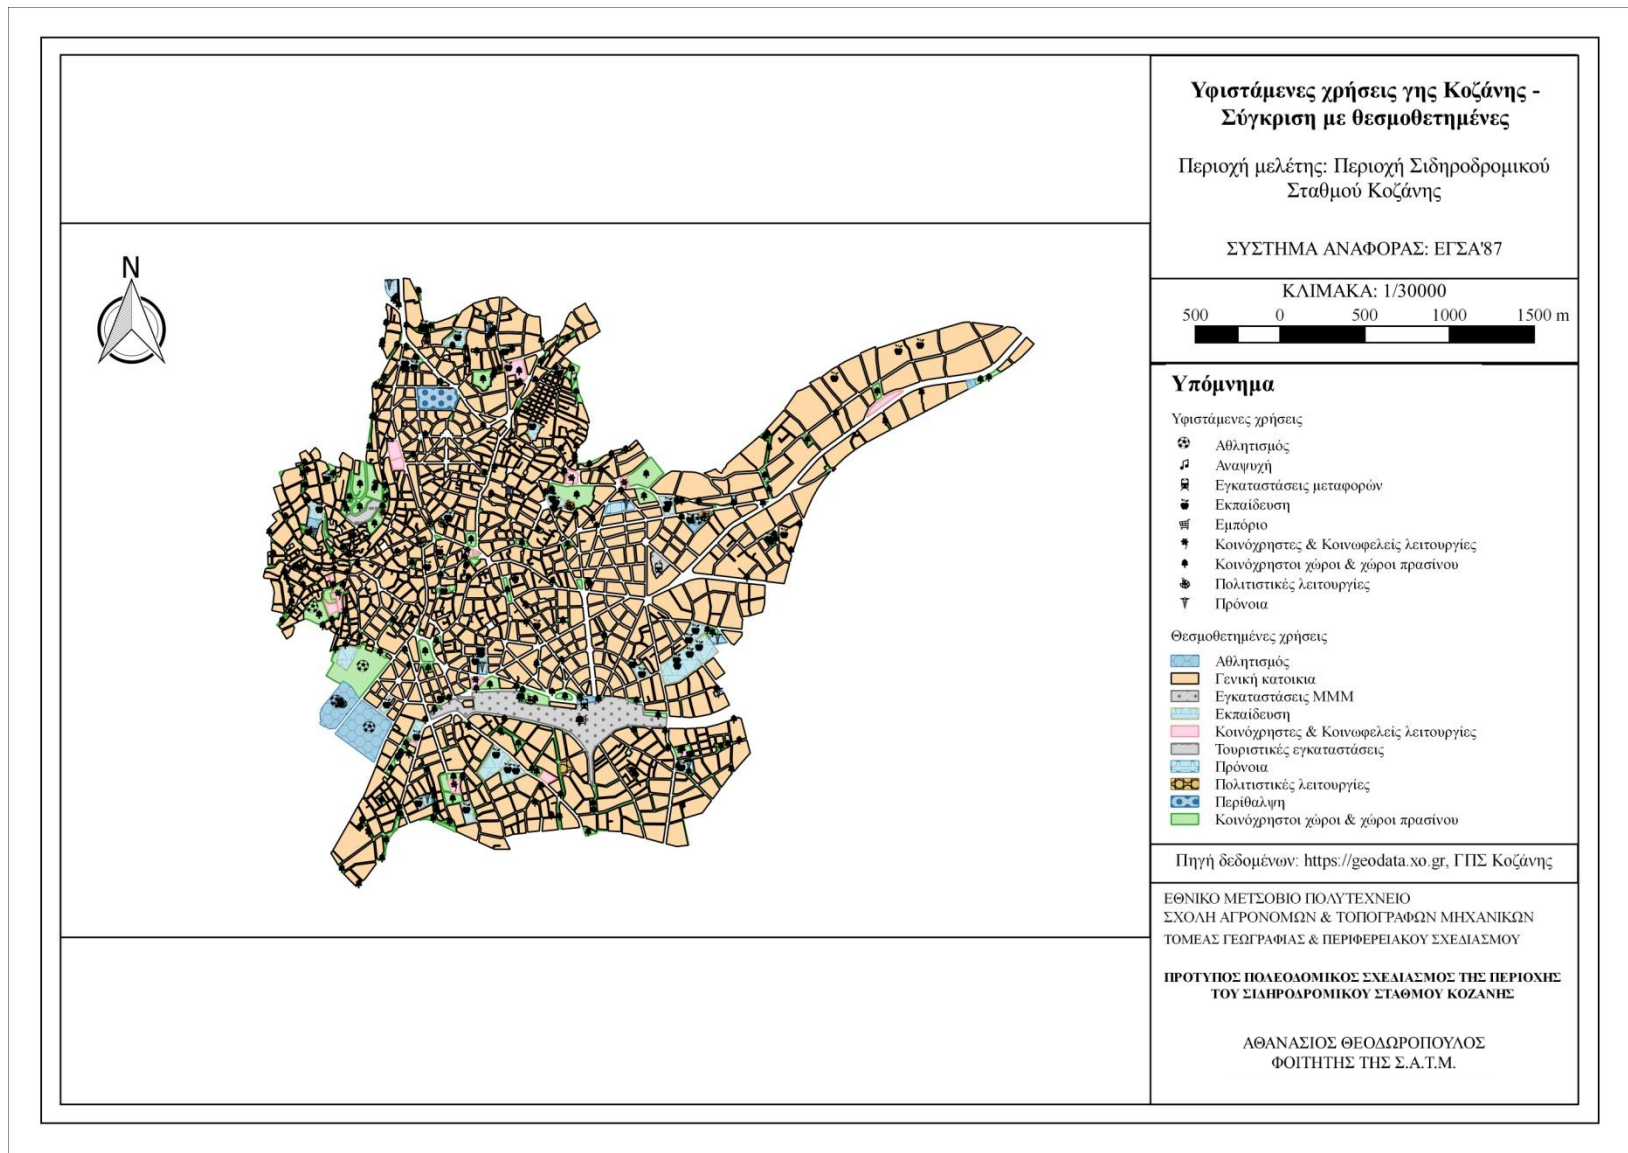 Υφιστάμενες χρήσεις γης Κοζάνης -
Σύγκριση με θεσμοθετημένες
Περιοχή μελέτης: Περιοχή Σιδηροδρομικού
Σταθμού Κοζάνης
ΣΥΣΤΗΜΑ ΑΝΑΦΟΡΑΣ: ΕΓΣΑ'87
N
ΚΛΙΜΑΚΑ: 1/30000
500 0 500 1000 1500 m
Υπόμνημα
Υφιστάμενες χρήσεις
Αθλητισμός
Αναψυχή
Εγκαταστάσεις μεταφορών
Εκπαίδευση
Εμπόριο
Κοινόχρηστες & Κοινωφελείς λειτουργίες
Κοινόχρηστοι χώροι & χώροι πρασίνου
Πολιτιστικές λειτουργίες
Πρόνοια
Θεσμοθετημένες χρήσεις
Αθλητισμός
Γενική κατοικια
Εγκαταστάσεις ΜΜΜ
Εκπαίδευση
Κοινόχρηστες & Κοινωφελείς λειτουργίες
Τουριστικές εγκαταστάσεις
Πρόνοια
Πολιτιστικές λειτουργίες
Περίθαλψη
Κοινόχρηστοι χώροι & χώροι πρασίνου
Πηγή δεδομένων: https://geodata.xo.gr, ΓΠΣ Κοζάνης
ΕΘΝΙΚΟ ΜΕΤΣΟΒΙΟ ΠΟΛΥΤΕΧΝΕΙΟ
ΣΧΟΛΗ ΑΓΡΟΝΟΜΩΝ & ΤΟΠΟΓΡΑΦΩΝ ΜΗΧΑΝΙΚΩΝ
ΤΟΜΕΑΣ ΓΕΩΓΡΑΦΙΑΣ & ΠΕΡΙΦΕΡΕΙΑΚΟΥ ΣΧΕΔΙΑΣΜΟΥ
ΠΡΟΤΥΠΟΣ ΠΟΛΕΟΔΟΜΙΚΟΣ ΣΧΕΔΙΑΣΜΟΣ ΤΗΣ ΠΕΡΙΟΧΗΣ
ΤΟΥ ΣΙΔΗΡΟΔΡΟΜΙΚΟΥ ΣΤΑΘΜΟΥ ΚΟΖΑΝΗΣ
ΑΘΑΝΑΣΙΟΣ ΘΕΟΔΩΡΟΠΟΥΛΟΣ
ΦΟΙΤΗΤΗΣ ΤΗΣ Σ.Α.Τ.Μ.